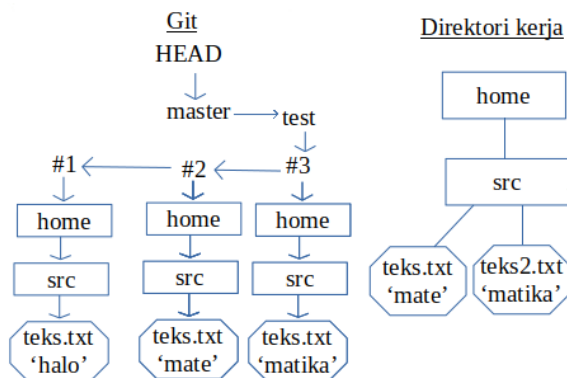 Git
HEAD
master
test
#1
#2
#3
home
home
home
src
src
src
teks.txt
'halo'
teks.txt
'mate'
teks.txt
'matika'
Direktori kerja
home
src
teks.txt
'mate'
teks2.txt
'matika'